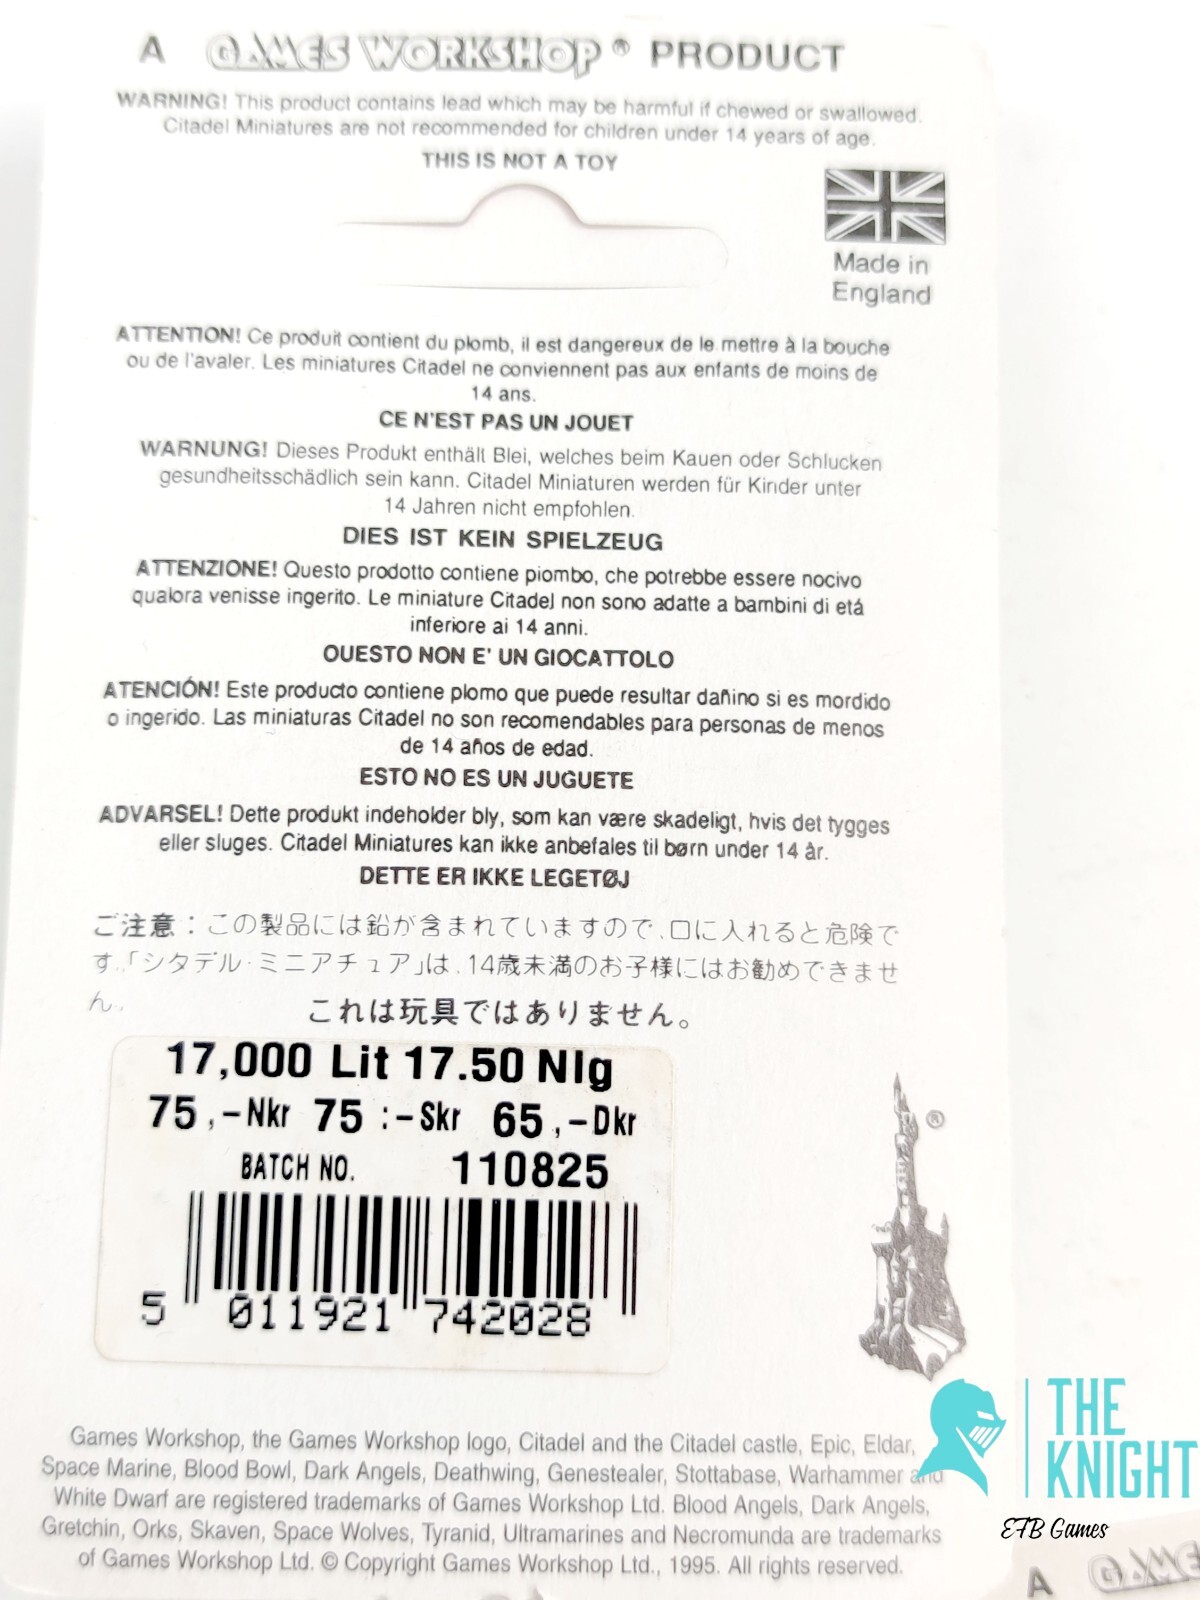 A GAMES WORKSHOP ® PRODUCT
WARNING! This product contains lead which may be harmful if chewed or swallowed.
Citadel Miniatures are not recommended for children under 14 years of age.
THIS IS NOT A TOY
Made in
England
ATTENTION! Ce produit contient du plomb, il est dangereux de le mettre à la bouche
ou de l'avaler. Les miniatures Citadel ne conviennent pas aux enfants de moins de
14 ans.
CE N'EST PAS UN JOUET
WARNUNG! Dieses Produkt enthält Blei, welches beim Kauen oder Schlucken
gesundheitsschädlich sein kann. Citadel Miniaturen werden für Kinder unter
14 Jahren nicht empfohlen.
DIES IST KEIN SPIELZEUG
ATTENZIONE! Questo prodotto contiene piombo, che potrebbe essere nocivo
qualora venisse ingerito. Le miniature Citadel non sono adatte a bambini di etá
inferiore ai 14 anni.
OUESTO NON E' UN GIOCATTOLO
ATENCIÓN! Este producto contiene plomo que puede resultar dañino si es mordido
o ingerido. Las miniaturas Citadel no son recomendables para personas de menos
de 14 años de edad.
ESTO NO ES UN JUGUETE
ADVARSEL! Dette produkt indeholder bly, som kan være skadeligt, hvis det tygges
eller sluges. Citadel Miniatures kan ikke anbefales til børn under 14 år.
DETTE ER IKKE LEGETØJ
ご注意：この製品には鉛が含まれていますので、口に入れると危険で
す。「シタデル・ミニアチュア」は、14歳未満のお子様にはお勧めできませ
ん。
これは玩具ではありません。
17,000 Lit 17.50 Nlg
75,-Nkr 75:-Skr 65,-Dkr
BATCH NO. 110825
5 011921 742028
®
Games Workshop, the Games Workshop logo, Citadel and the Citadel castle, Epic, Eldar,
Space Marine, Blood Bowl, Dark Angels, Deathwing, Genestealer, Stottabase, Warhammer and
White Dwarf are registered trademarks of Games Workshop Ltd. Blood Angels, Dark Angels,
Gretchin, Orks, Skaven, Space Wolves, Tyranid, Ultramarines and Necromunda are trademarks
of Games Workshop Ltd. © Copyright Games Workshop Ltd., 1995. All rights reserved.
THE
KNIGHT
EFB Games
A GAMES